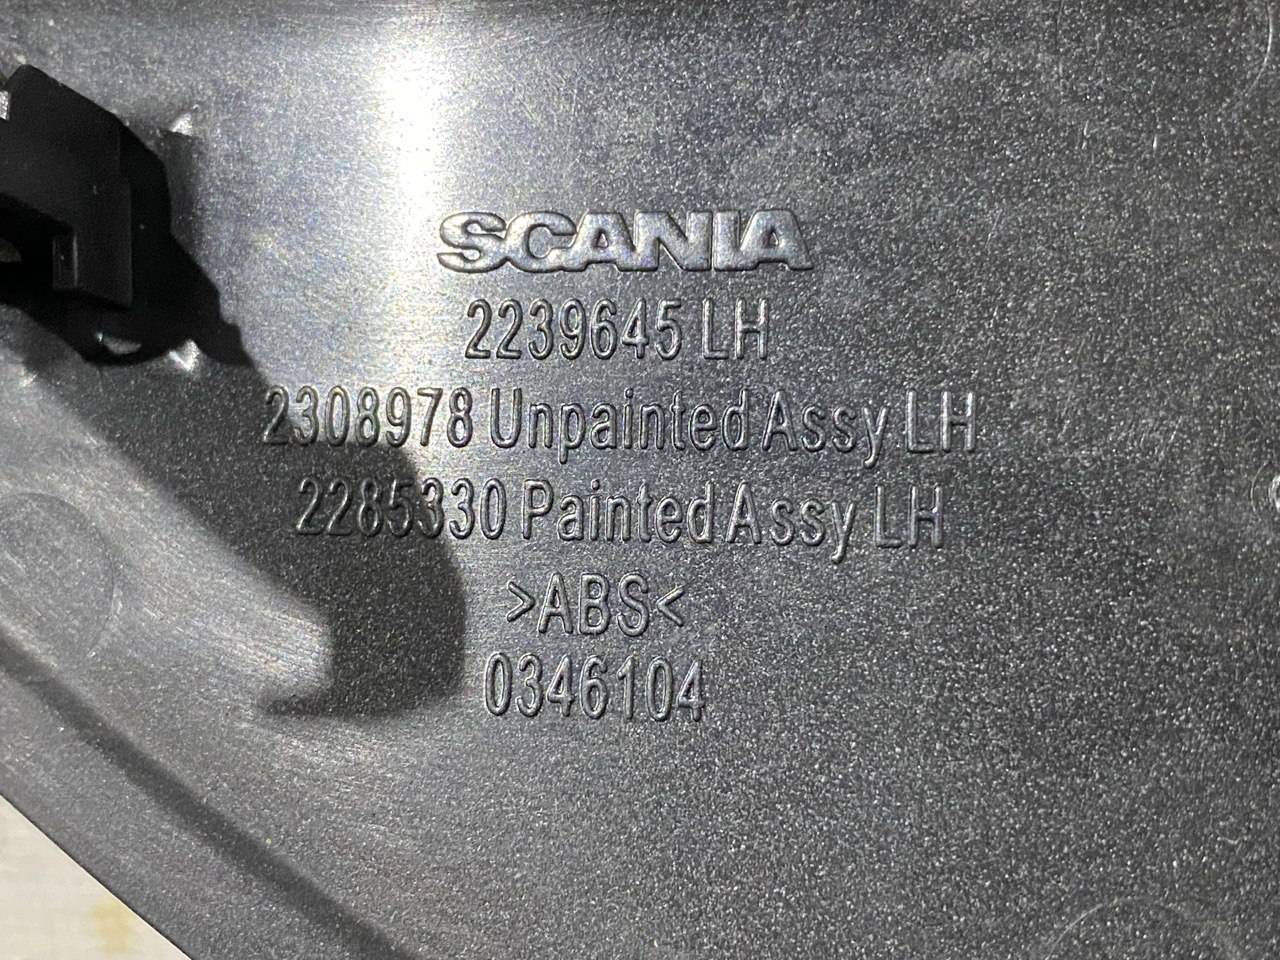 SCANIA
2239645 LH
2308978 Unpainted Assy LH
2285330 Painted Assy LH
>ABS<
0346104